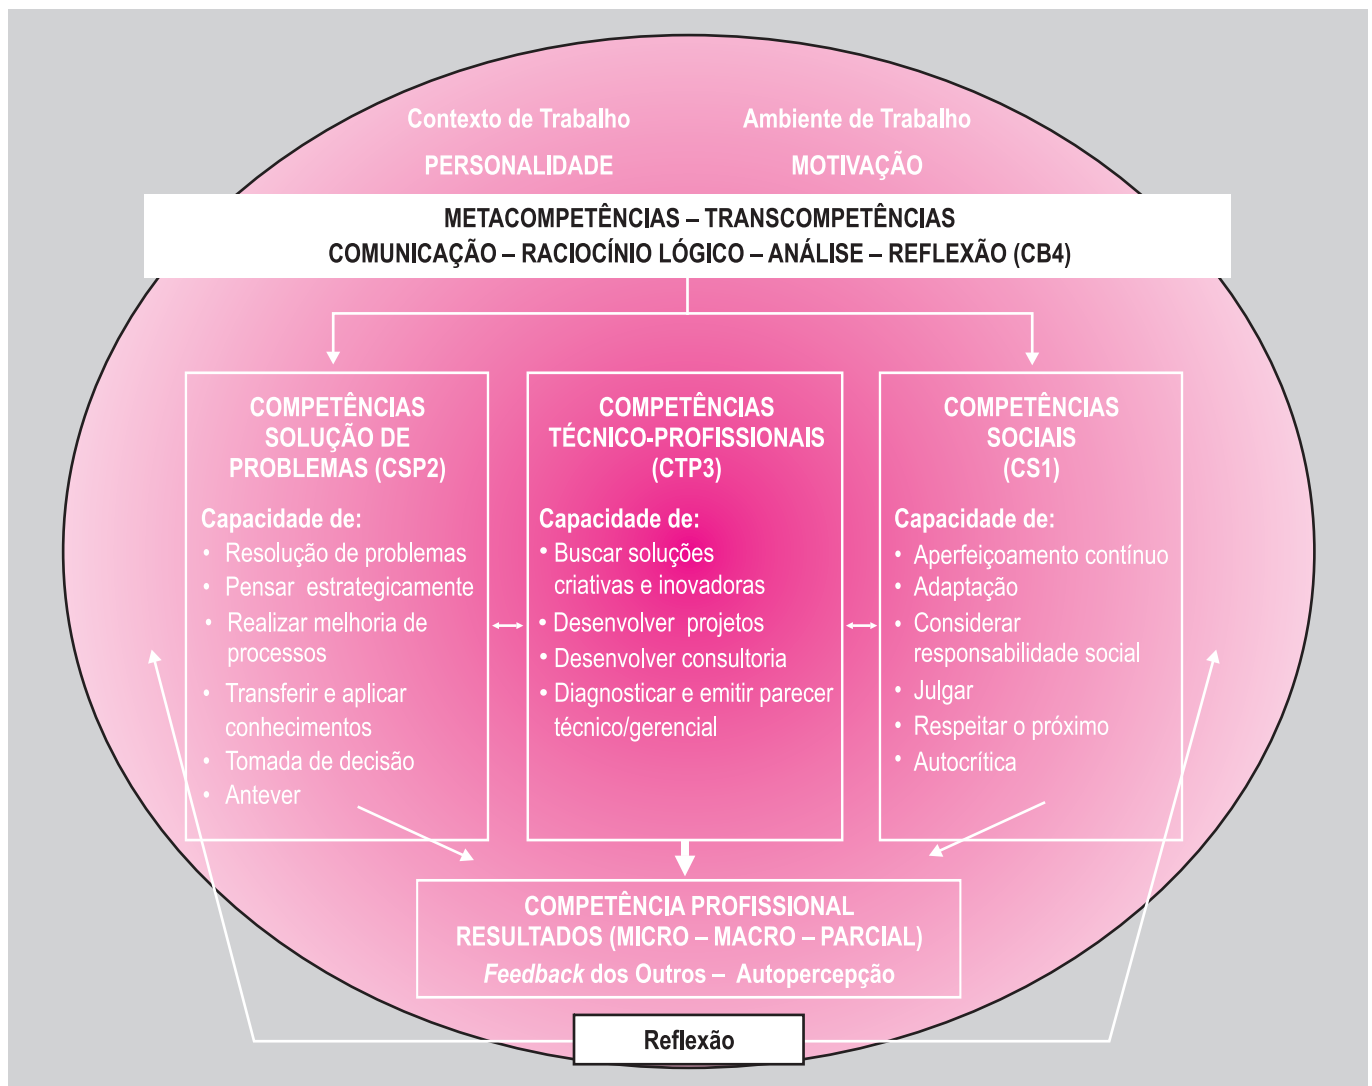 Contexto de Trabalho
Ambiente de Trabalho
PERSONALIDADE
MOTIVAÇÃO
METACOMPETÊNCIAS – TRANSCOMPETÊNCIAS
COMUNICAÇÃO – RACIOCÍNIO LÓGICO – ANÁLISE – REFLEXÃO (CB4)
COMPETÊNCIAS
SOLUÇÃO DE
PROBLEMAS (CSP2)
Capacidade de:
• Resolução de problemas
• Pensar estrategicamente
• Realizar melhoria de
processos
• Transferir e aplicar
conhecimentos
• Tomada de decisão
• Antever
COMPETÊNCIAS
TÉCNICO-PROFISSIONAIS
(CTP3)
Capacidade de:
• Buscar soluções
criativas e inovadoras
• Desenvolver projetos
• Desenvolver consultoria
• Diagnosticar e emitir parecer
técnico/gerencial
COMPETÊNCIAS
SOCIAIS
(CS1)
Capacidade de:
• Aperfeiçoamento contínuo
• Adaptação
• Considerar
responsabilidade social
• Julgar
• Respeitar o próximo
• Autocrítica
COMPETÊNCIA PROFISSIONAL
RESULTADOS (MICRO – MACRO – PARCIAL)
Feedback dos Outros – Autopercepção
Reflexão